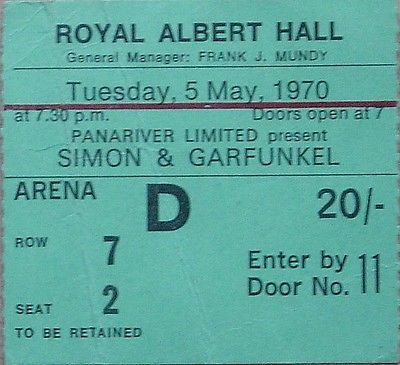 ROYAL ALBERT HALL
General Manager: FRANK J. MUNDY
Tuesday, 5 May, 1970
at 7.30 p.m. Doors open at 7
PANARIVER LIMITED present
SIMON & GARFUNKEL
ARENA D 20/-
ROW 7
Enter by
Door No. 11
SEAT 2
TO BE RETAINED